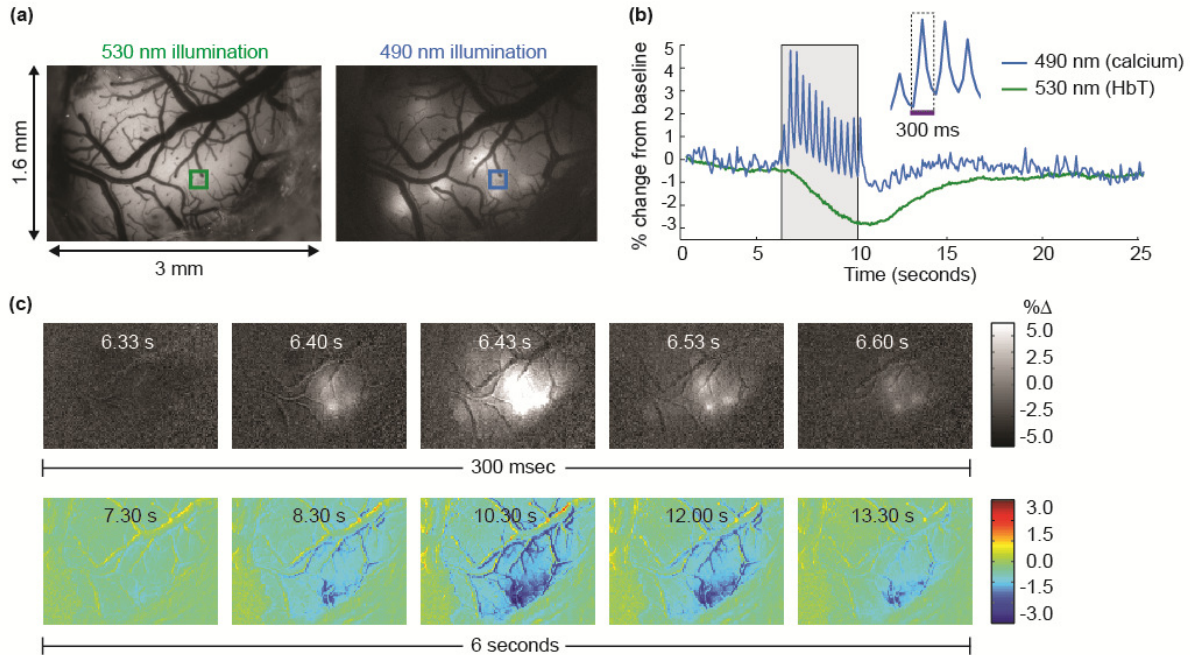 (a)
530 nm illumination
490 nm illumination
1.6 mm
3 mm
(b)
% change from baseline
5
4
3
2
1
0
-1
-2
-3
0
5
10
15
20
25
Time (seconds)
300 ms
490 nm (calcium)
530 nm (HbT)
(c)
6.33 s
6.40 s
6.43 s
6.53 s
6.60 s
%Δ
5.0
2.5
0.0
-2.5
-5.0
300 msec
7.30 s
8.30 s
10.30 s
12.00 s
13.30 s
3.0
1.5
0.0
-1.5
-3.0
6 seconds